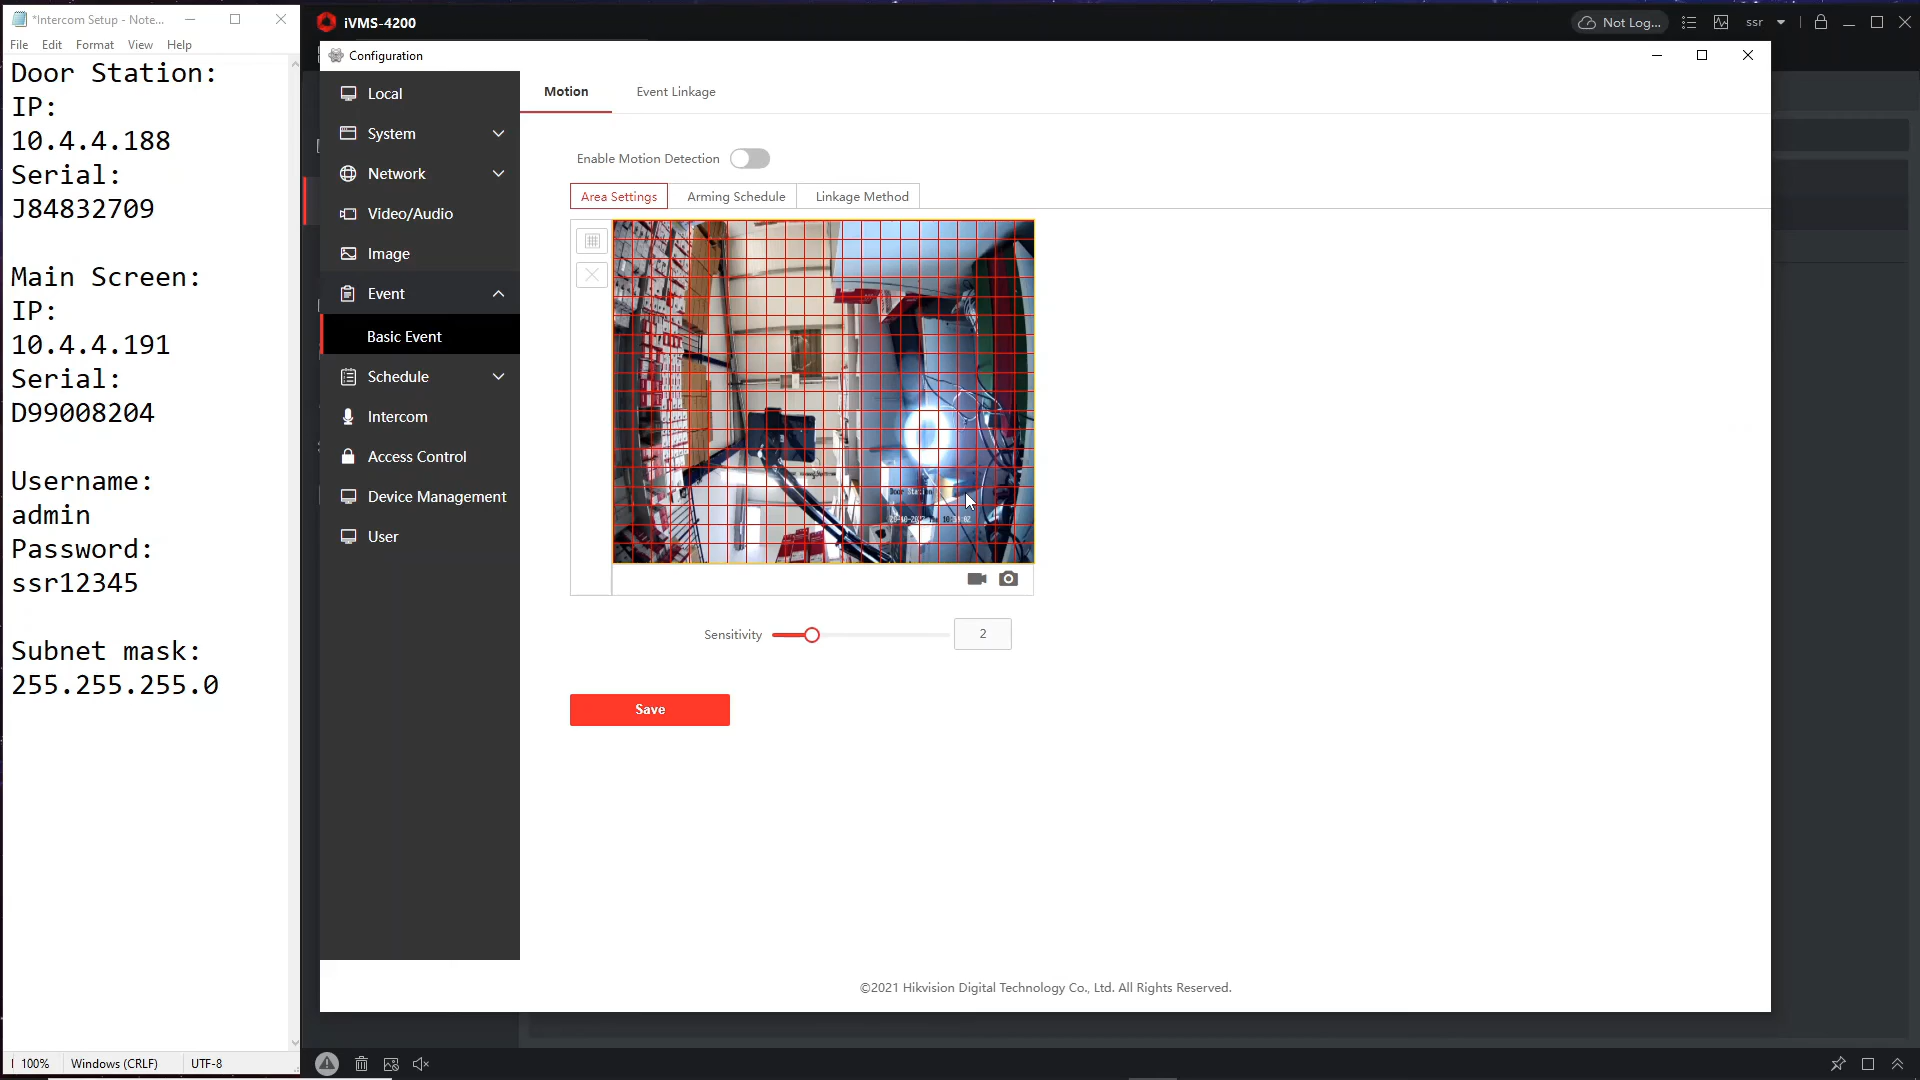 *Intercom Setup - Note...
File Edit Format View Help
Door Station:
IP:
10.4.4.188
Serial:
J84832709
Main Screen:
IP:
10.4.4.191
Serial:
D99008204
Username:
admin
Password:
ssr12345
Subnet mask:
255.255.255.0
100% Windows (CRLF) UTF-8
iVMS-4200
Not Log... ssr
Configuration
Local
System
Network
Video/Audio
Image
Event
Basic Event
Schedule
Intercom
Access Control
Device Management
User
Motion Event Linkage
Enable Motion Detection
Area Settings Arming Schedule Linkage Method
Door Station
Sensitivity 2
Save
©2021 Hikvision Digital Technology Co., Ltd. All Rights Reserved.